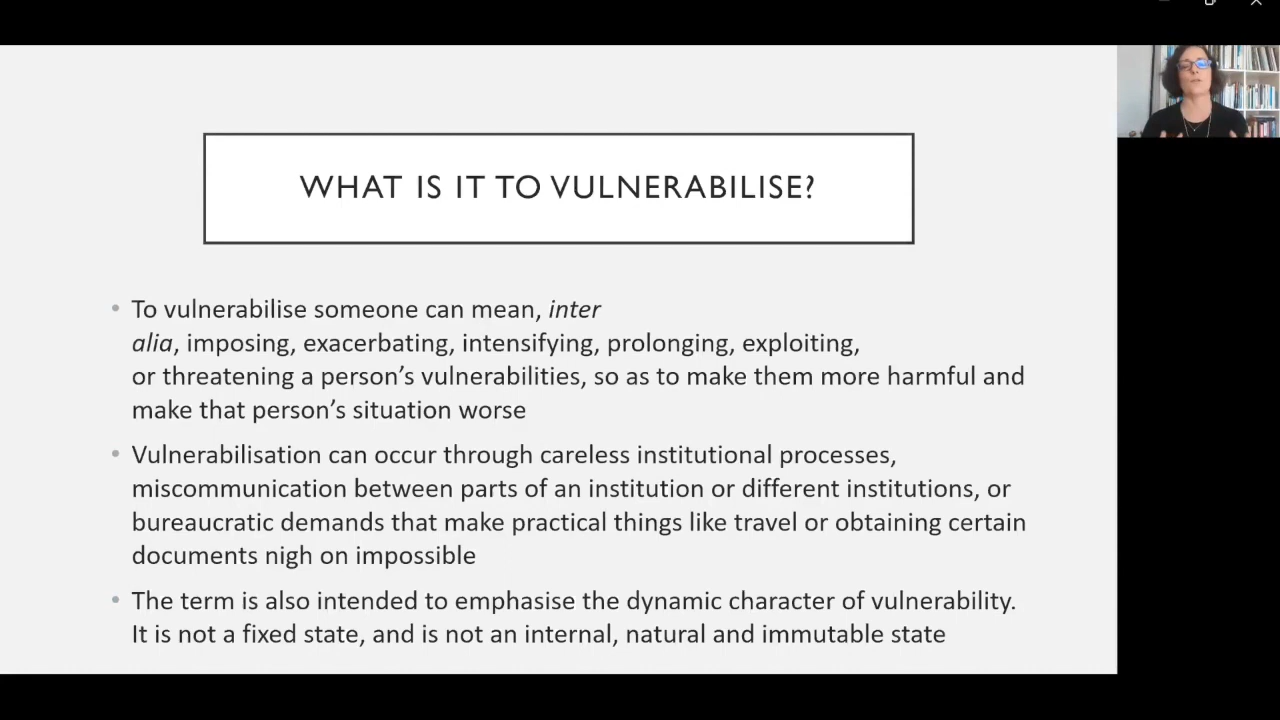 WHAT IS IT TO VULNERABILISE?
• To vulnerabilise someone can mean, inter
alia, imposing, exacerbating, intensifying, prolonging, exploiting,
or threatening a person’s vulnerabilities, so as to make them more harmful and
make that person’s situation worse
• Vulnerabilisation can occur through careless institutional processes,
miscommunication between parts of an institution or different institutions, or
bureaucratic demands that make practical things like travel or obtaining certain
documents nigh on impossible
• The term is also intended to emphasise the dynamic character of vulnerability.
It is not a fixed state, and is not an internal, natural and immutable state